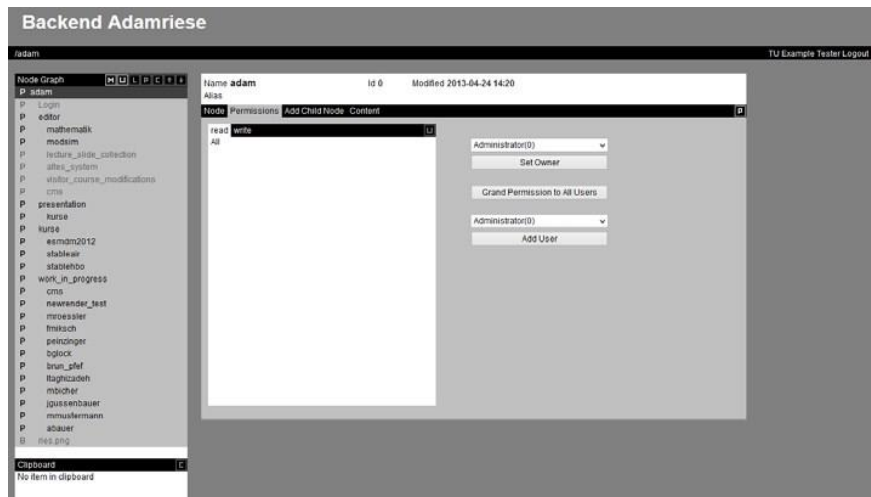 Backend Adamriese
/adam TU Example Tester Logout
Node Graph M U L P C
P adam
P Login
P editor
P mathematik
P modsim
P lecture_slide_collection
P altes_system
P visitor_course_modifications
P cms
P presentation
P kurse
P kurse
P esmdm2012
P stableair
P stablehbo
P work_in_progress
P cms
P newrender_test
P mroessler
P fmiksch
P peinzinger
P bglock
P brun_pfef
P ltaghizadeh
P mbicher
P jgussenbauer
P mmustermann
P abauer
B ries.png
Clipboard C
No item in clipboard
Name adam Id 0 Modified 2013-04-24 14:20
Alias
Node Permissions Add Child Node Content P
read write U
All
Administrator(0)
Set Owner
Grand Permission to All Users
Administrator(0)
Add User